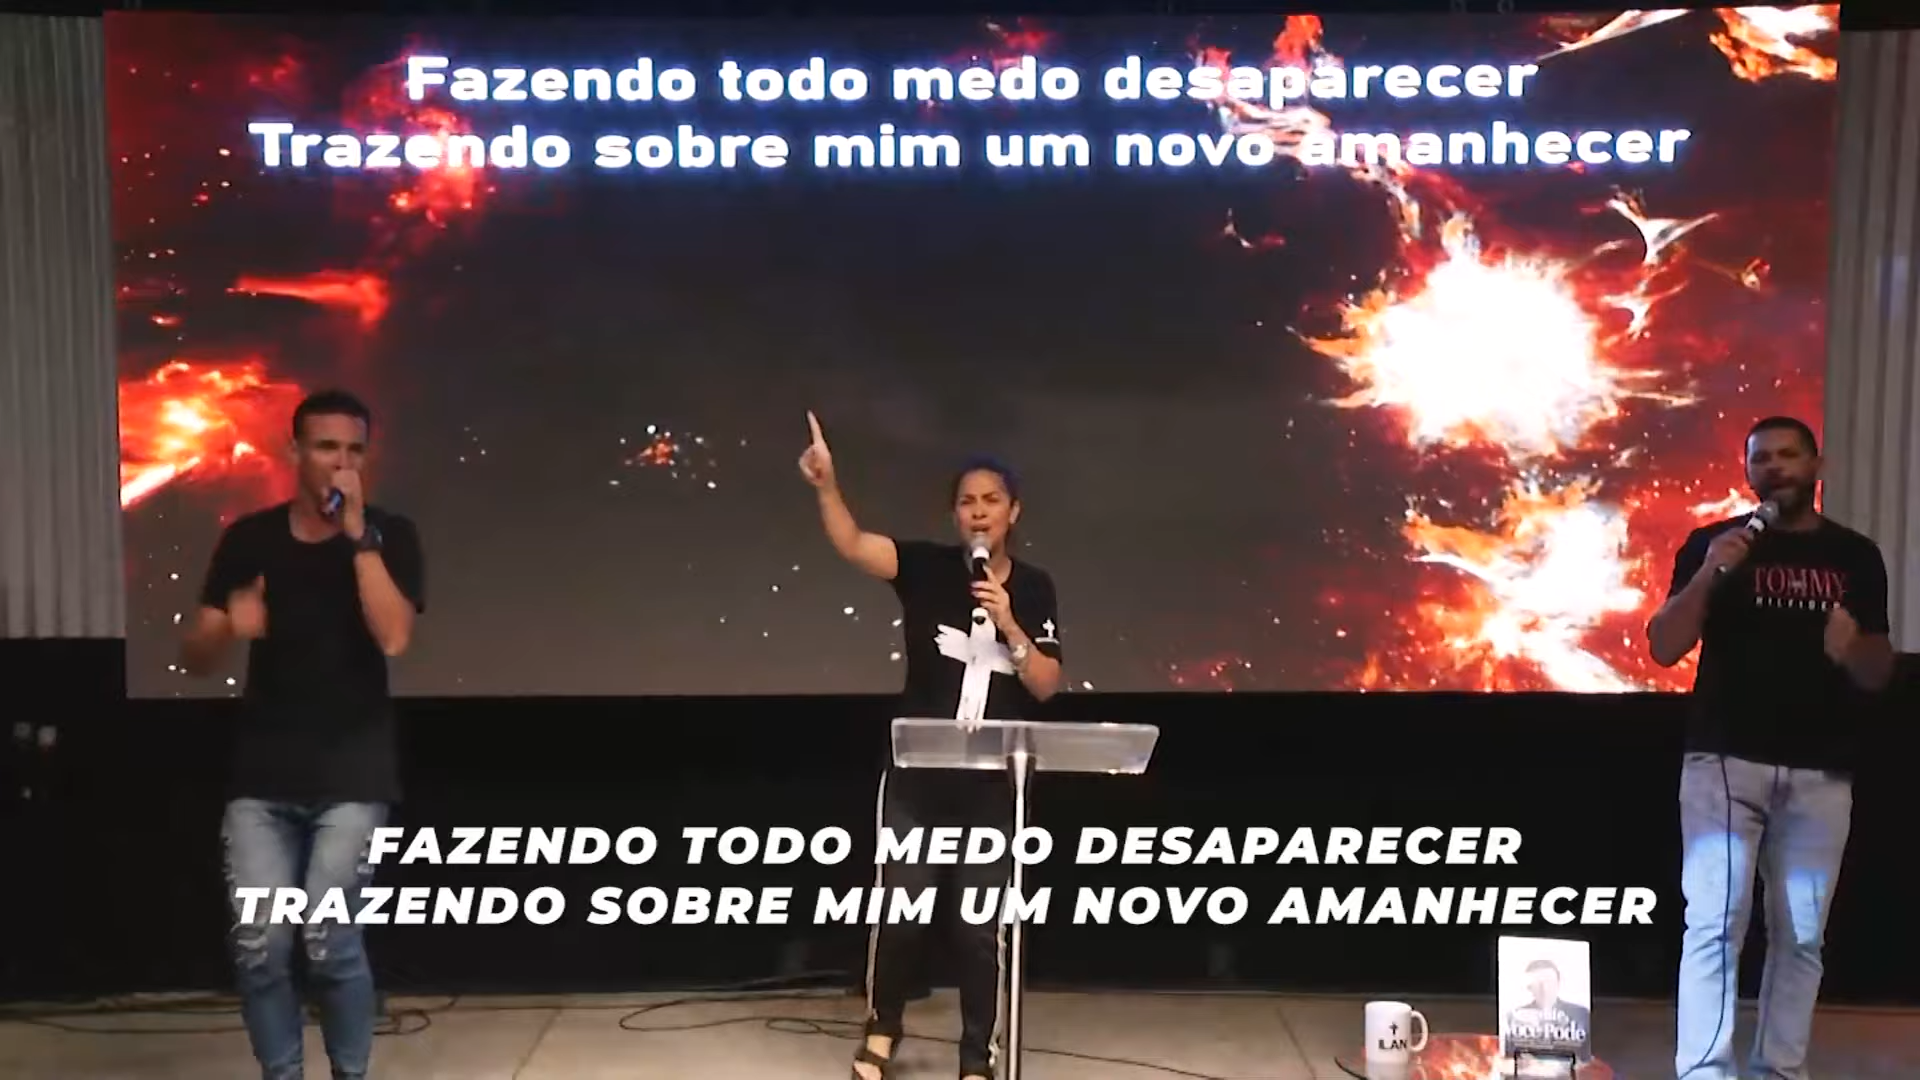 Fazendo todo medo desaparecer
Trazendo sobre mim um novo amanhecer
TOMMY
HILFIGER
FAZENDO TODO MEDO DESAPARECER
TRAZENDO SOBRE MIM UM NOVO AMANHECER
ILAN
Você Pode